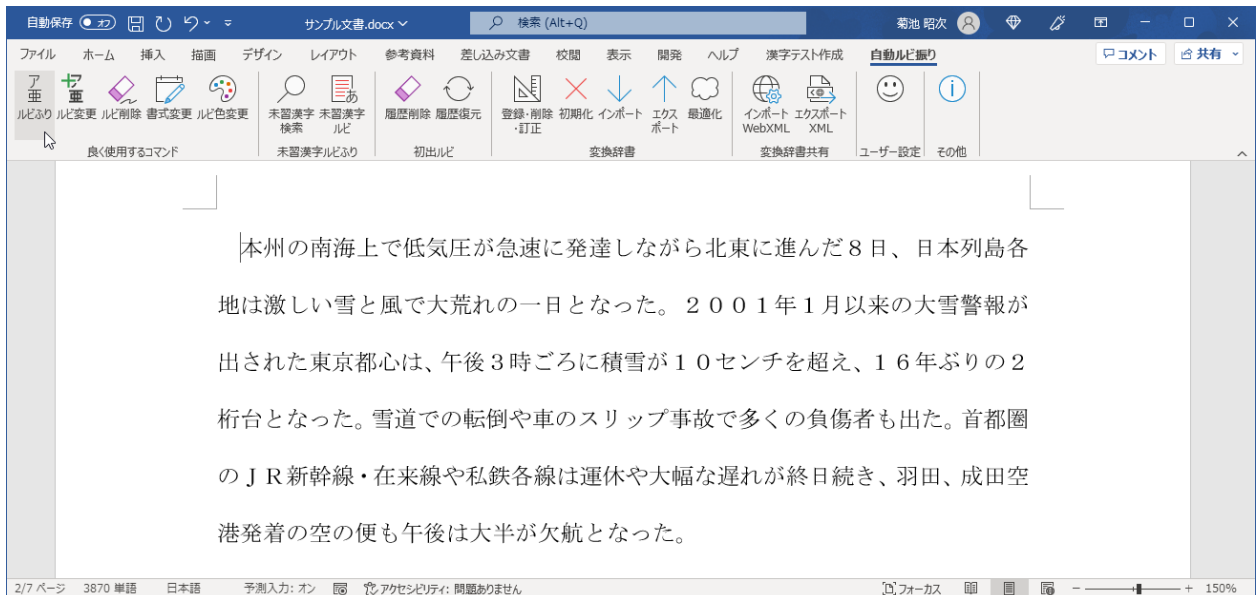 自動保存 オフ サンプル文書.docx 検索 (Alt+Q) 菊池 昭次
ファイル ホーム 挿入 描画 デザイン レイアウト 参考資料 差し込み文書 校閲 表示 開発 ヘルプ 漢字テスト作成 自動ルビ振り コメント 共有
ア亜 ア亜
ルビふり ルビ変更 ルビ削除 書式変更 ルビ色変更 未習漢字検索 未習漢字ルビ 履歴削除 履歴復元 登録・削除・訂正 初期化 インポート エクスポート 最適化 インポートWebXML エクスポートXML
良く使用するコマンド 未習漢字ルビふり 初出ルビ 変換辞書 変換辞書共有 ユーザー設定 その他
本州の南海上で低気圧が急速に発達しながら北東に進んだ８日、日本列島各
地は激しい雪と風で大荒れの一日となった。２００１年１月以来の大雪警報が
出された東京都心は、午後３時ごろに積雪が１０センチを超え、１６年ぶりの２
桁台となった。雪道での転倒や車のスリップ事故で多くの負傷者も出た。首都圏
のＪＲ新幹線・在来線や私鉄各線は運休や大幅な遅れが終日続き、羽田、成田空
港発着の空の便も午後は大半が欠航となった。
2/7 ページ 3870 単語 日本語 予測入力: オン アクセシビリティ: 問題ありません フォーカス 150%